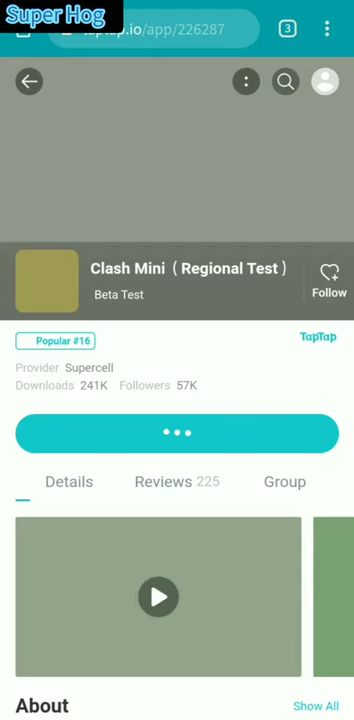 Super Hog
taptap.io/app/226287
3
Clash Mini（Regional Test）
Beta Test
Follow
Popular #16
TapTap
Provider Supercell
Downloads 241K Followers 57K
Details
Reviews 225
Group
About
Show All